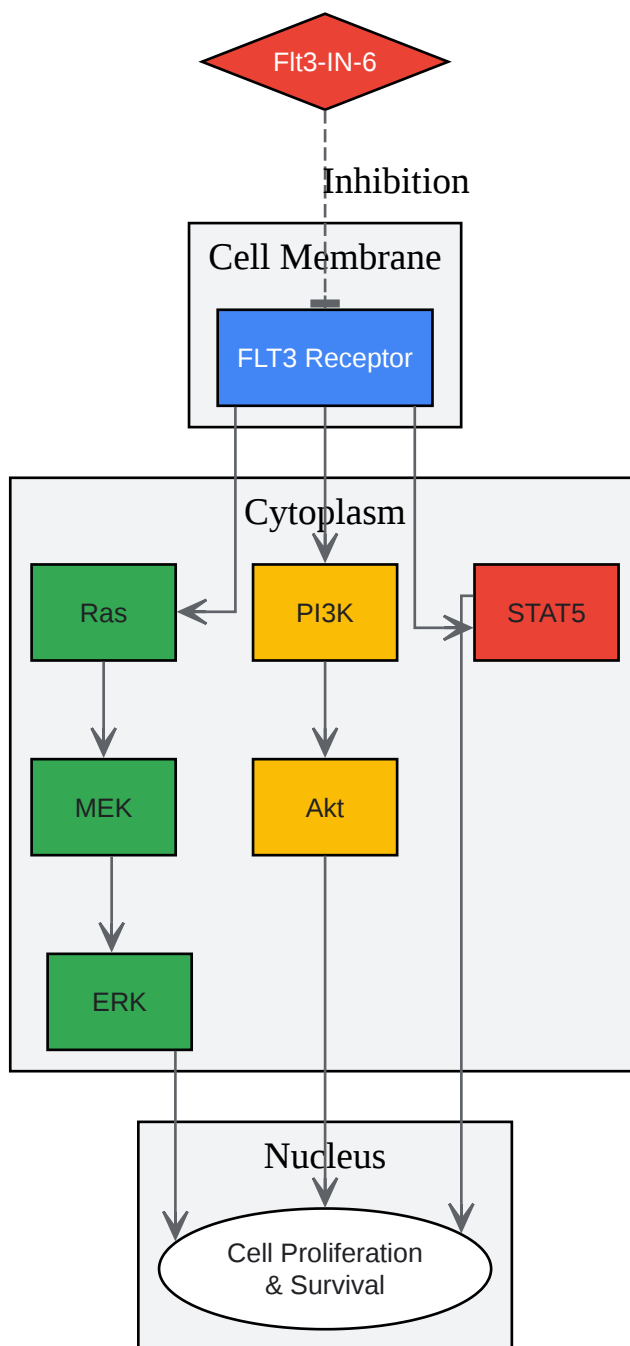 Flt3-IN-6
Inhibition
Cell Membrane
FLT3 Receptor
Cytoplasm
Ras
PI3K
STAT5
MEK
Akt
ERK
Nucleus
Cell Proliferation
& Survival